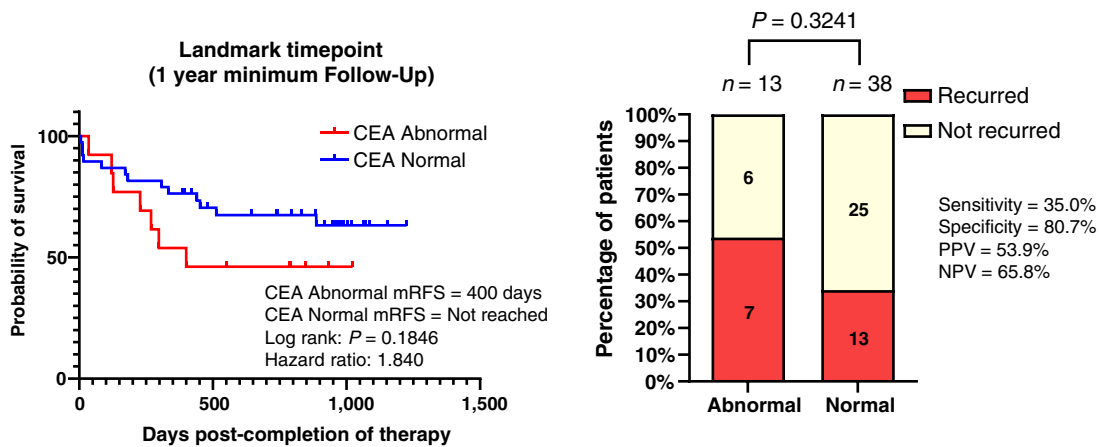 Landmark timepoint
(1 year minimum Follow-Up)
Probability of survival
100
50
0
CEA Abnormal
CEA Normal
CEA Abnormal mRFS = 400 days
CEA Normal mRFS = Not reached
Log rank: P = 0.1846
Hazard ratio: 1.840
0
500
1,000
1,500
Days post-completion of therapy
P = 0.3241
n = 13
n = 38
Recurred
Not recurred
Percentage of patients
100%
90%
80%
70%
60%
50%
40%
30%
20%
10%
0%
6
25
7
13
Abnormal
Normal
Sensitivity = 35.0%
Specificity = 80.7%
PPV = 53.9%
NPV = 65.8%